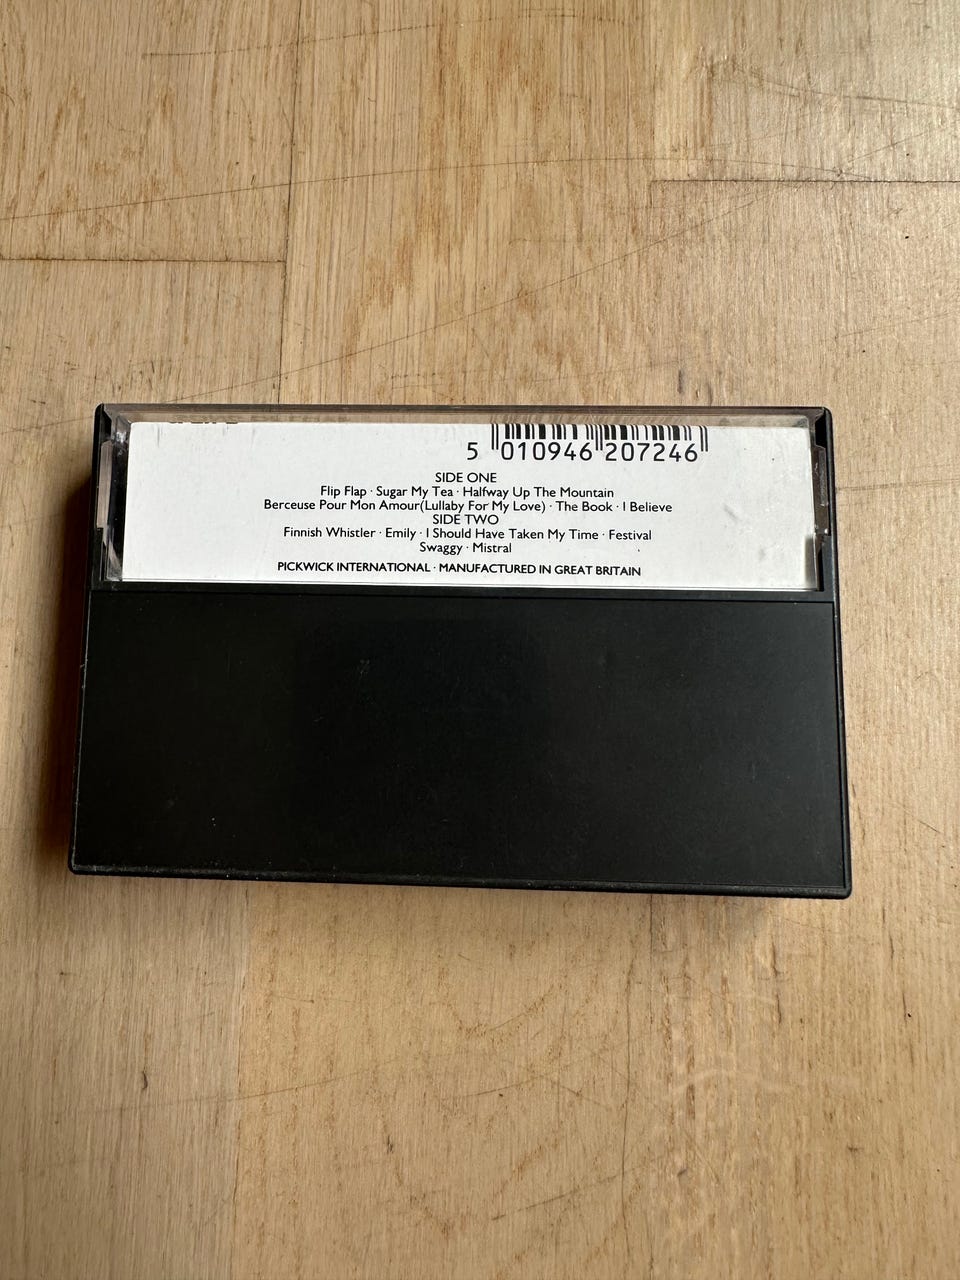 5 010946 207246
SIDE ONE
Flip Flap · Sugar My Tea · Halfway Up The Mountain
Berceuse Pour Mon Amour(Lullaby For My Love) · The Book · I Believe
SIDE TWO
Finnish Whistler · Emily · I Should Have Taken My Time · Festival
Swaggy · Mistral
PICKWICK INTERNATIONAL · MANUFACTURED IN GREAT BRITAIN